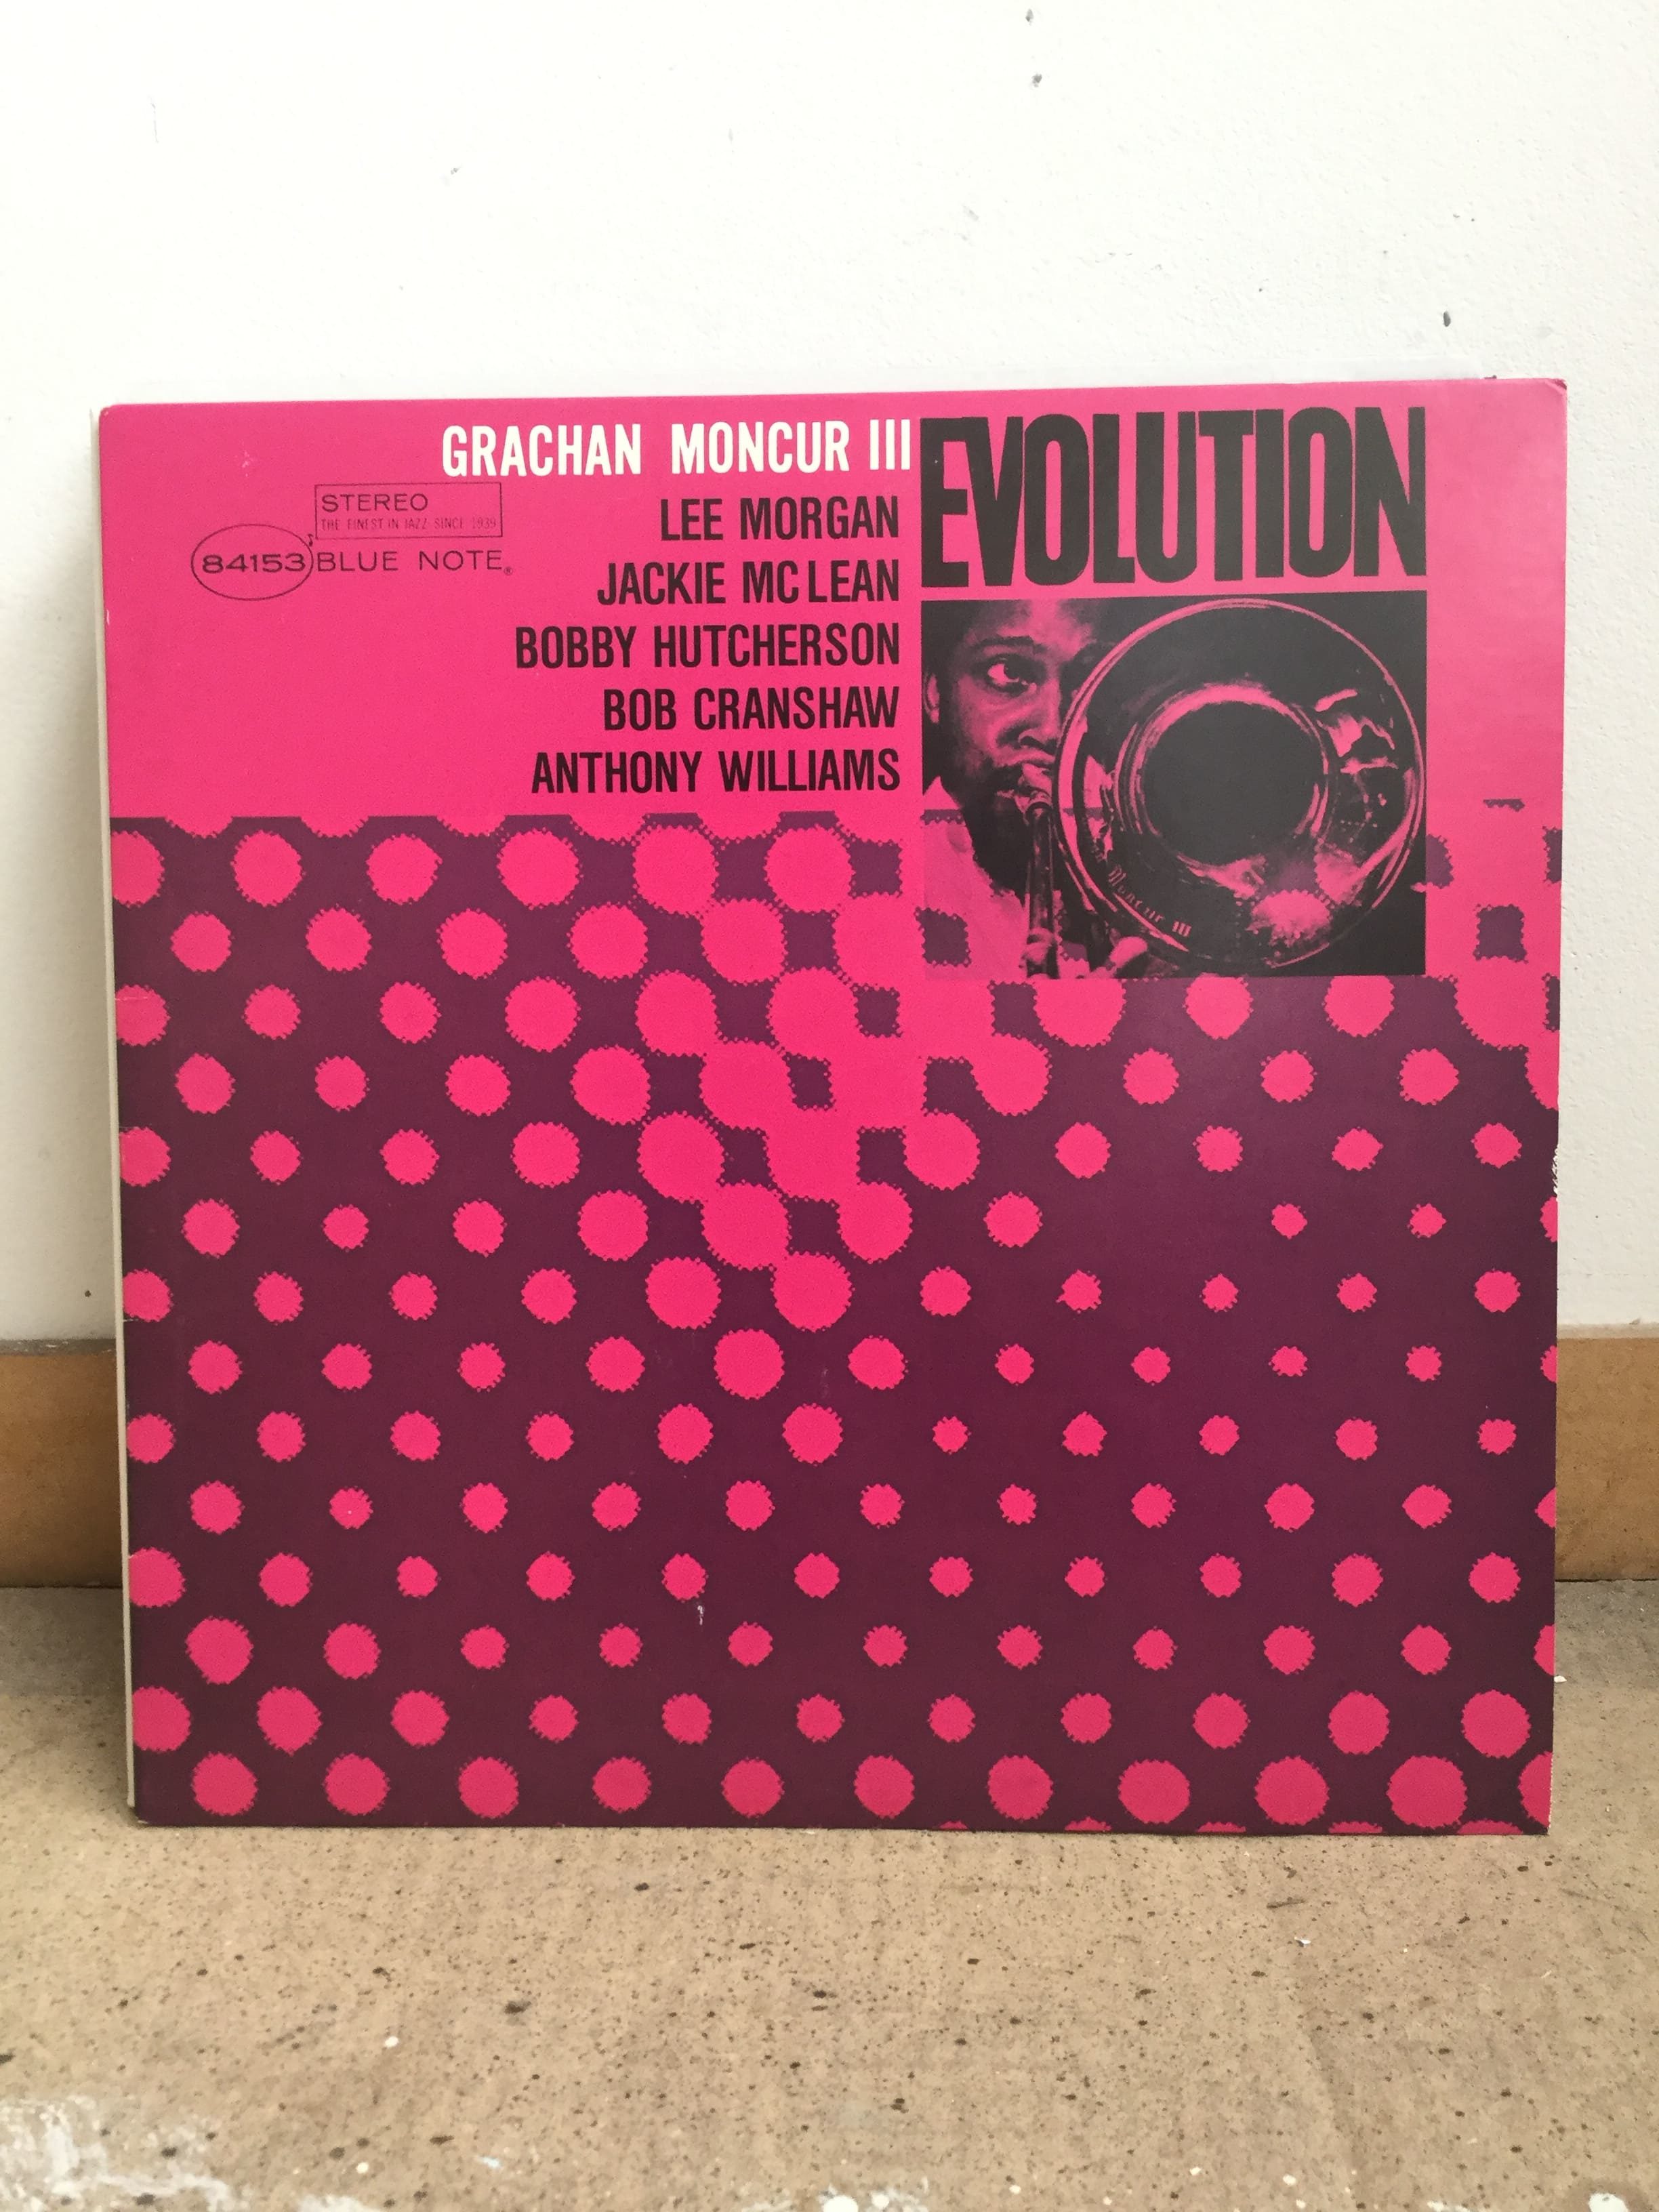 GRACHAN MONCUR III
EVOLUTION
STEREO
THE FINEST IN JAZZ SINCE 1939
84153 BLUE NOTE®
LEE MORGAN
JACKIE MC LEAN
BOBBY HUTCHERSON
BOB CRANSHAW
ANTHONY WILLIAMS
Moncur III